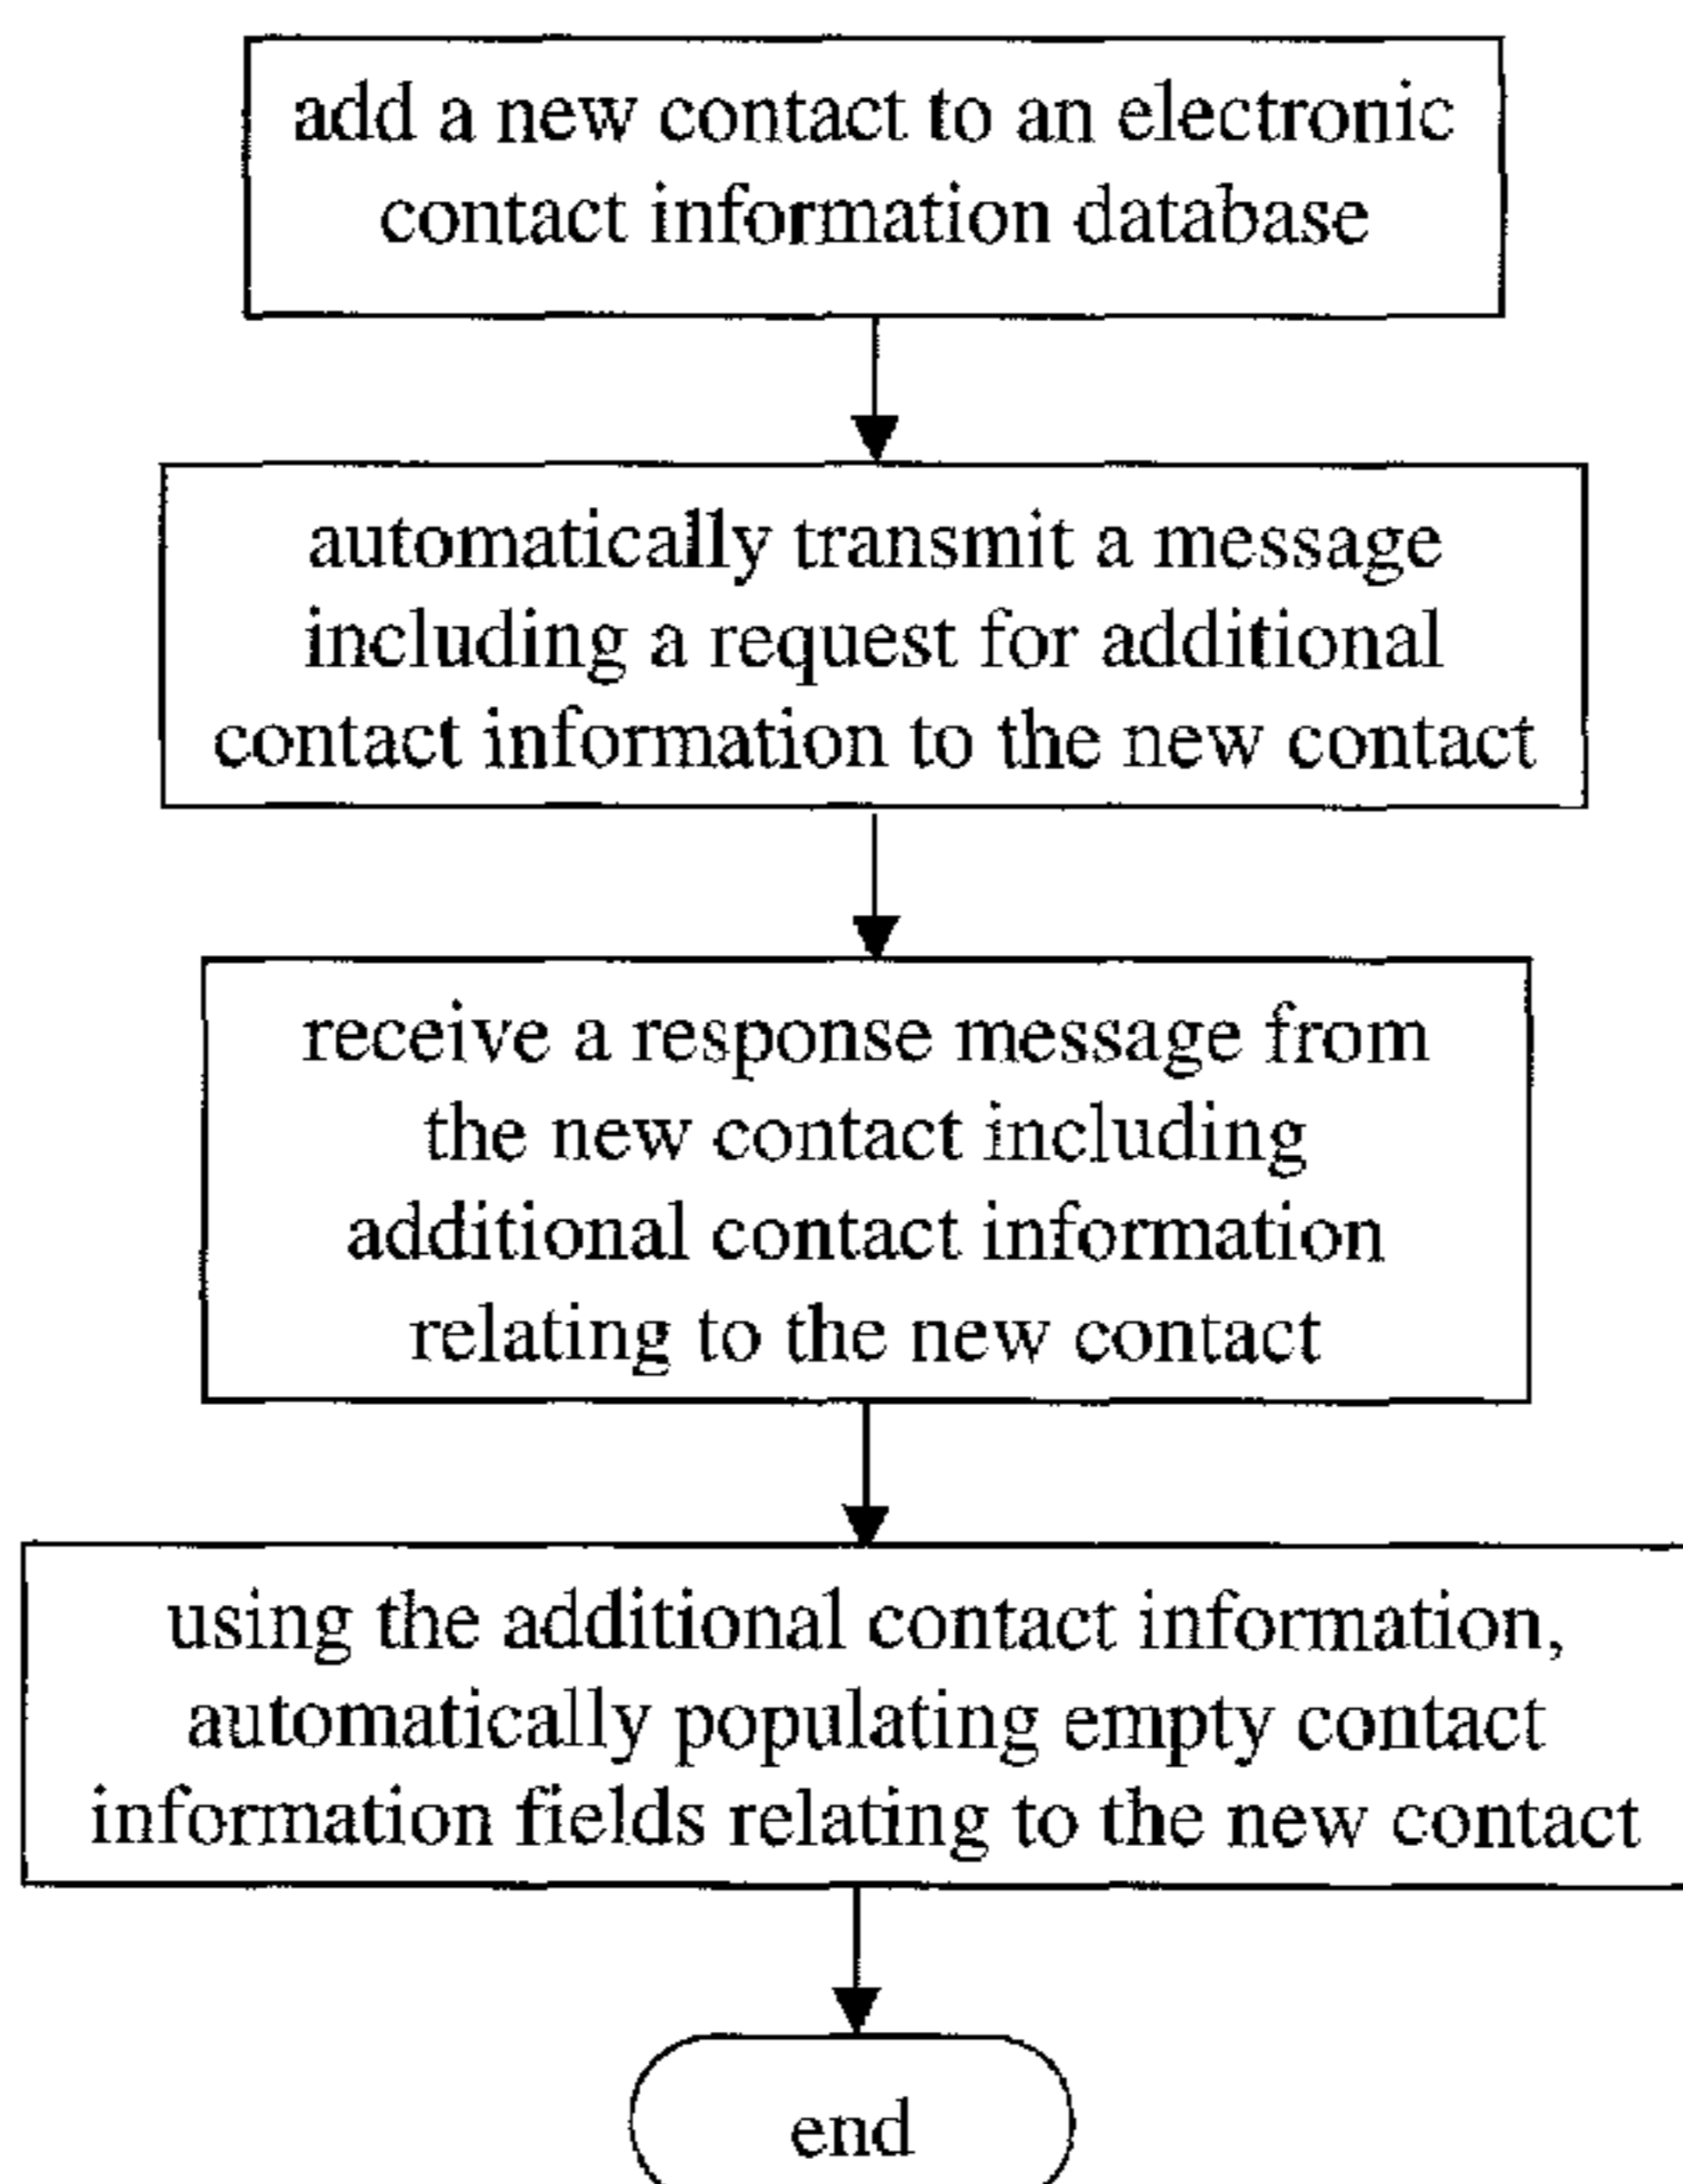 add a new contact to an electronic
contact information database
automatically transmit a message
including a request for additional
contact information to the new contact
receive a response message from
the new contact including
additional contact information
relating to the new contact
using the additional contact information,
automatically populating empty contact
information fields relating to the new contact
end